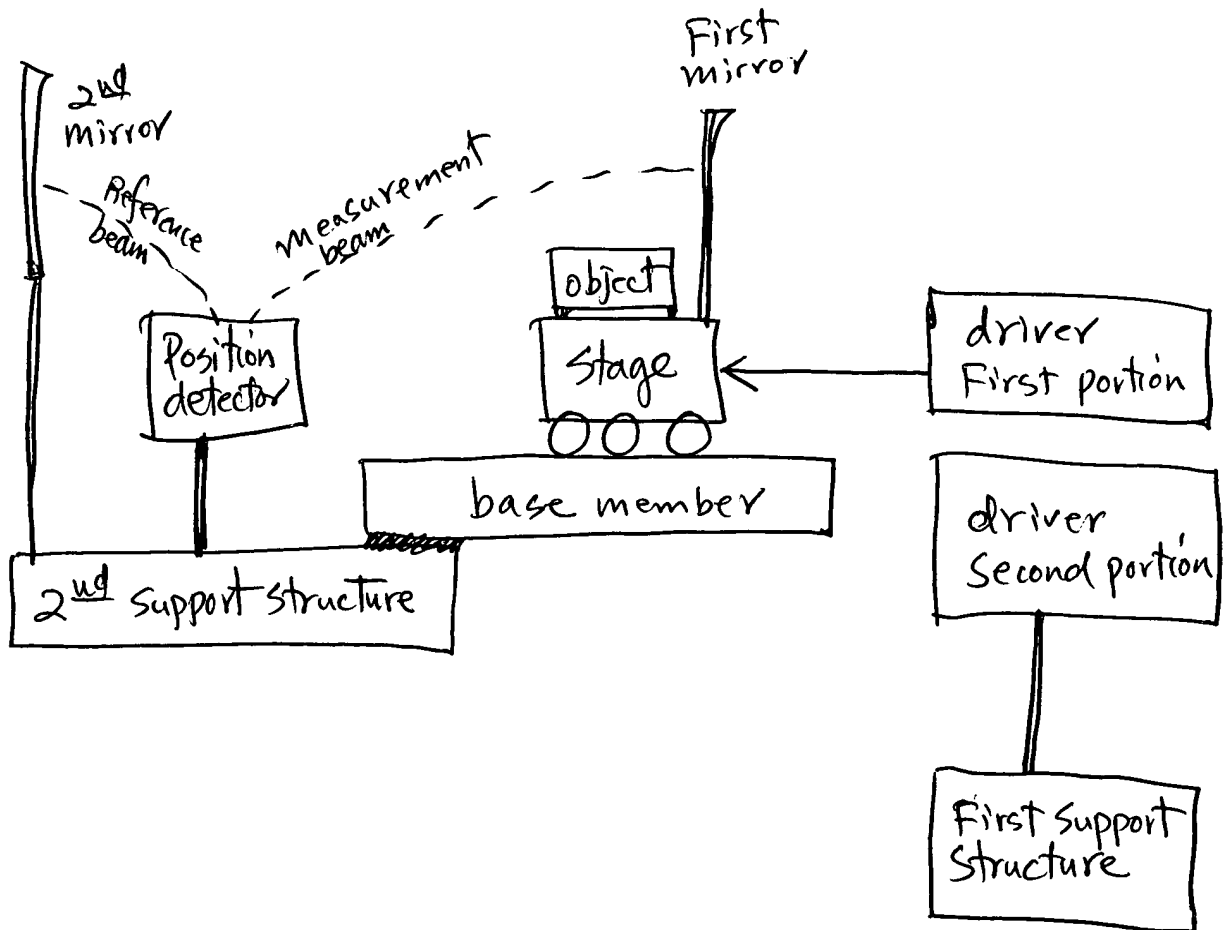 First
mirror
2nd
mirror
Reference
beam
Measurement
beam
object
Position
detector
Stage
driver
First portion
base member
driver
Second portion
2nd Support structure
First Support
Structure